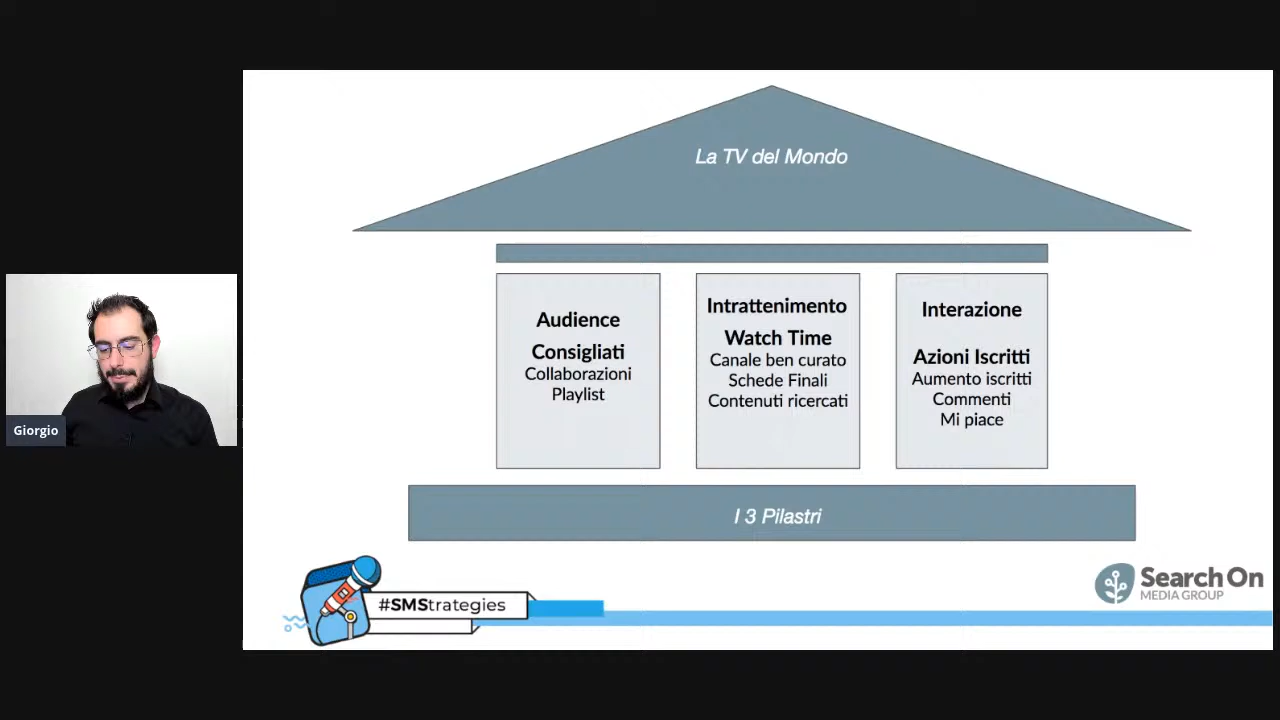 La TV del Mondo
Audience
Consigliati
Collaborazioni
Playlist
Intrattenimento
Watch Time
Canale ben curato
Schede Finali
Contenuti ricercati
Interazione
Azioni Iscritti
Aumento iscritti
Commenti
Mi piace
Giorgio
I 3 Pilastri
#SMStrategies
Search On
MEDIA GROUP